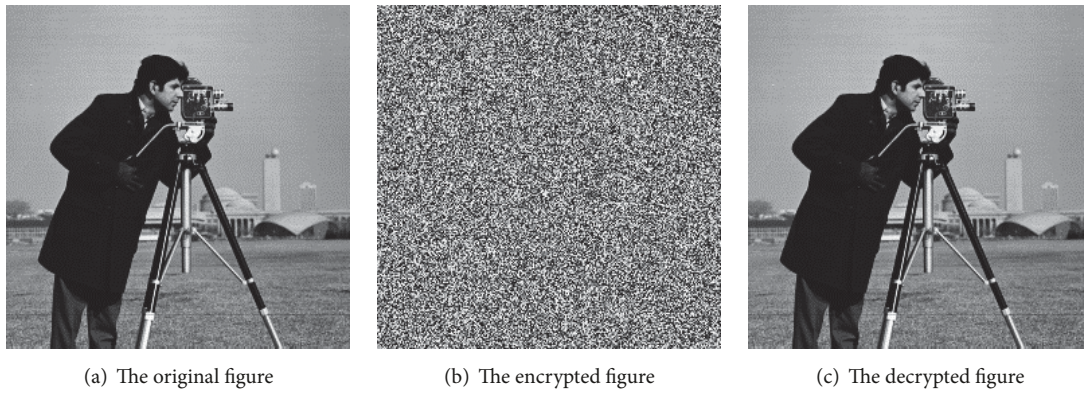 (a) The original figure
(b) The encrypted figure
(c) The decrypted figure